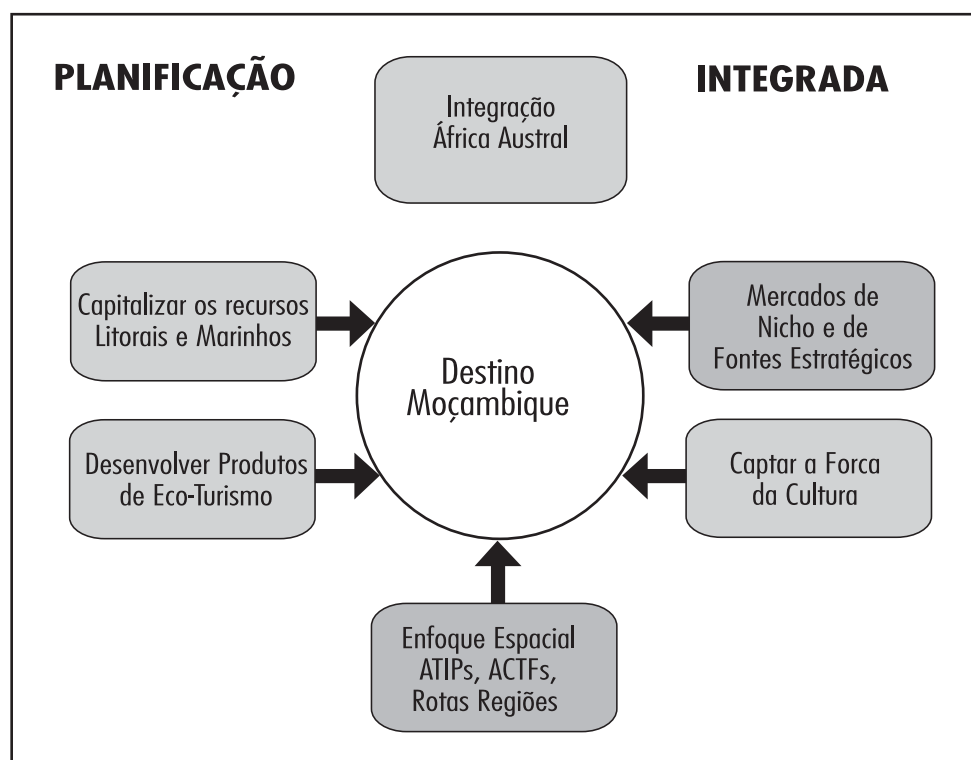 PLANIFICAÇÃO
INTEGRADA
Integração
África Austral
Capitalizar os recursos
Litorais e Marinhos
Mercados de
Nicho e de
Fontes Estratégicos
Destino
Moçambique
Desenvolver Produtos
de Eco-Turismo
Captar a Forca
da Cultura
Enfoque Espacial
ATIPs, ACTFs,
Rotas Regiões